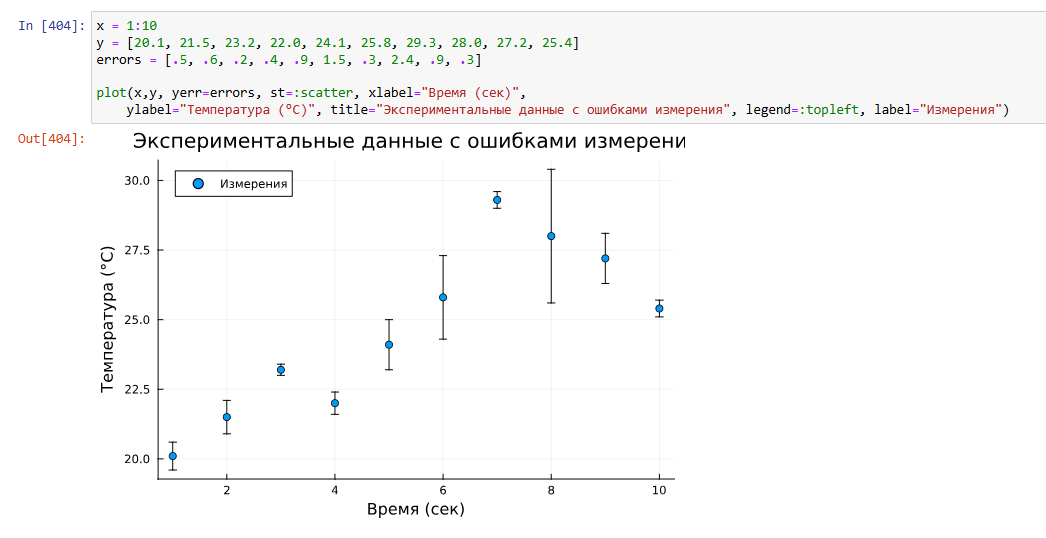 In [404]: x = 1:10
y = [20.1, 21.5, 23.2, 22.0, 24.1, 25.8, 29.3, 28.0, 27.2, 25.4]
errors = [.5, .6, .2, .4, .9, 1.5, .3, 2.4, .9, .3]
plot(x,y, yerr=errors, st=:scatter, xlabel="Время (сек)",
ylabel="Температура (°C)", title="Экспериментальные данные с ошибками измерения", legend=:topleft, label="Измерения")
Out[404]:
Экспериментальные данные с ошибками измерени
Измерения
Температура (°C)
30.0
27.5
25.0
22.5
20.0
2 4 6 8 10
Время (сек)